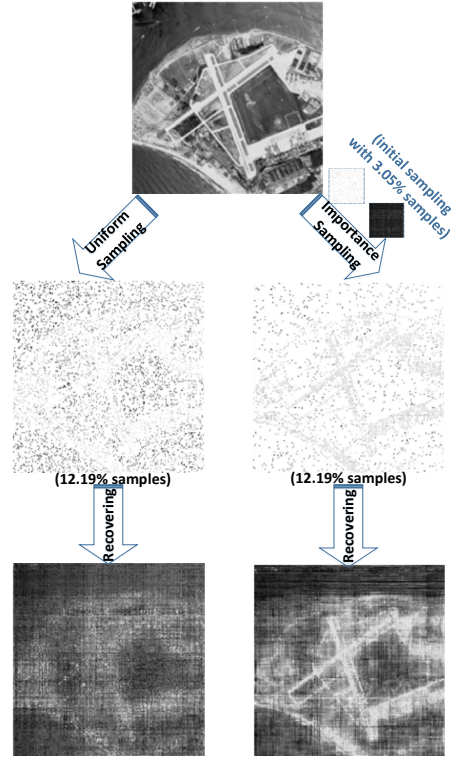 (initial sampling
with 3.05% samples)
Uniform
Sampling
Importance
Sampling
(12.19% samples)
(12.19% samples)
Recovering
Recovering